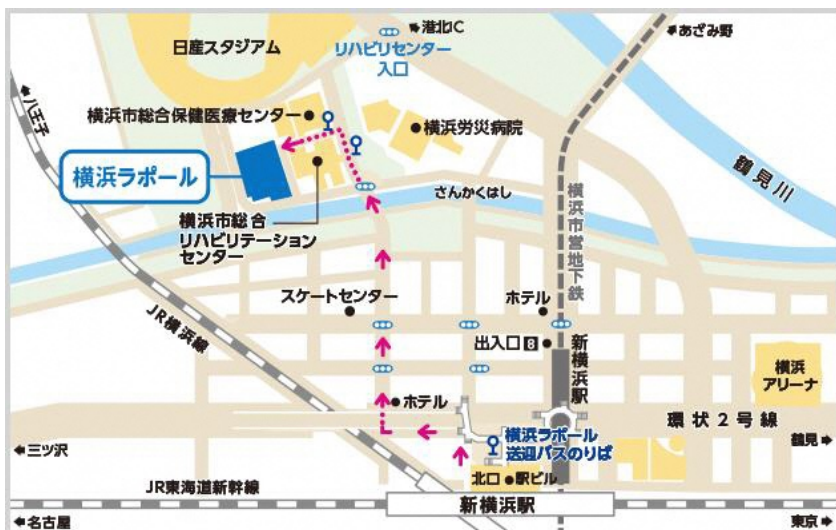 日産スタジアム
港北IC
リハビリセンター
入口
あざみ野
八王子
横浜市総合保健医療センター
横浜労災病院
横浜ラポール
鶴見川
さんかくはし
横浜市総合
リハビリテーション
センター
横浜市営地下鉄
スケートセンター
ホテル
JR横浜線
出入口 8
新横浜駅
横浜
アリーナ
ホテル
環状2号線
横浜ラポール
送迎バスのりば
三ツ沢
鶴見
北口
駅ビル
JR東海道新幹線
新横浜駅
名古屋
東京